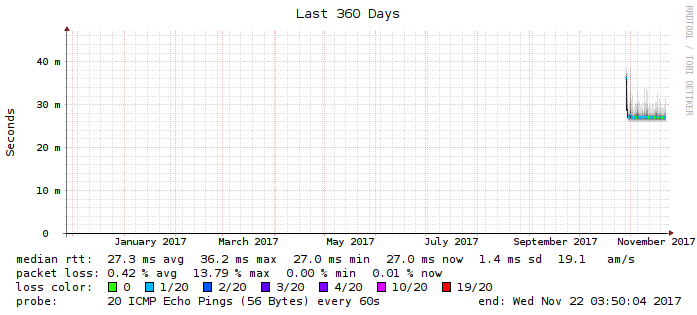 Last 360 Days
RRDTOOL / TOBI OETIKER
Seconds
40 m
30 m
20 m
10 m
0
January 2017 March 2017 May 2017 July 2017 September 2017 November 2017
median rtt: 27.3 ms avg 36.2 ms max 27.0 ms min 27.0 ms now 1.4 ms sd 19.1 am/s
packet loss: 0.42 % avg 13.79 % max 0.00 % min 0.01 % now
loss color: 0 1/20 2/20 3/20 4/20 10/20 19/20
probe: 20 ICMP Echo Pings (56 Bytes) every 60s end: Wed Nov 22 03:50:04 2017